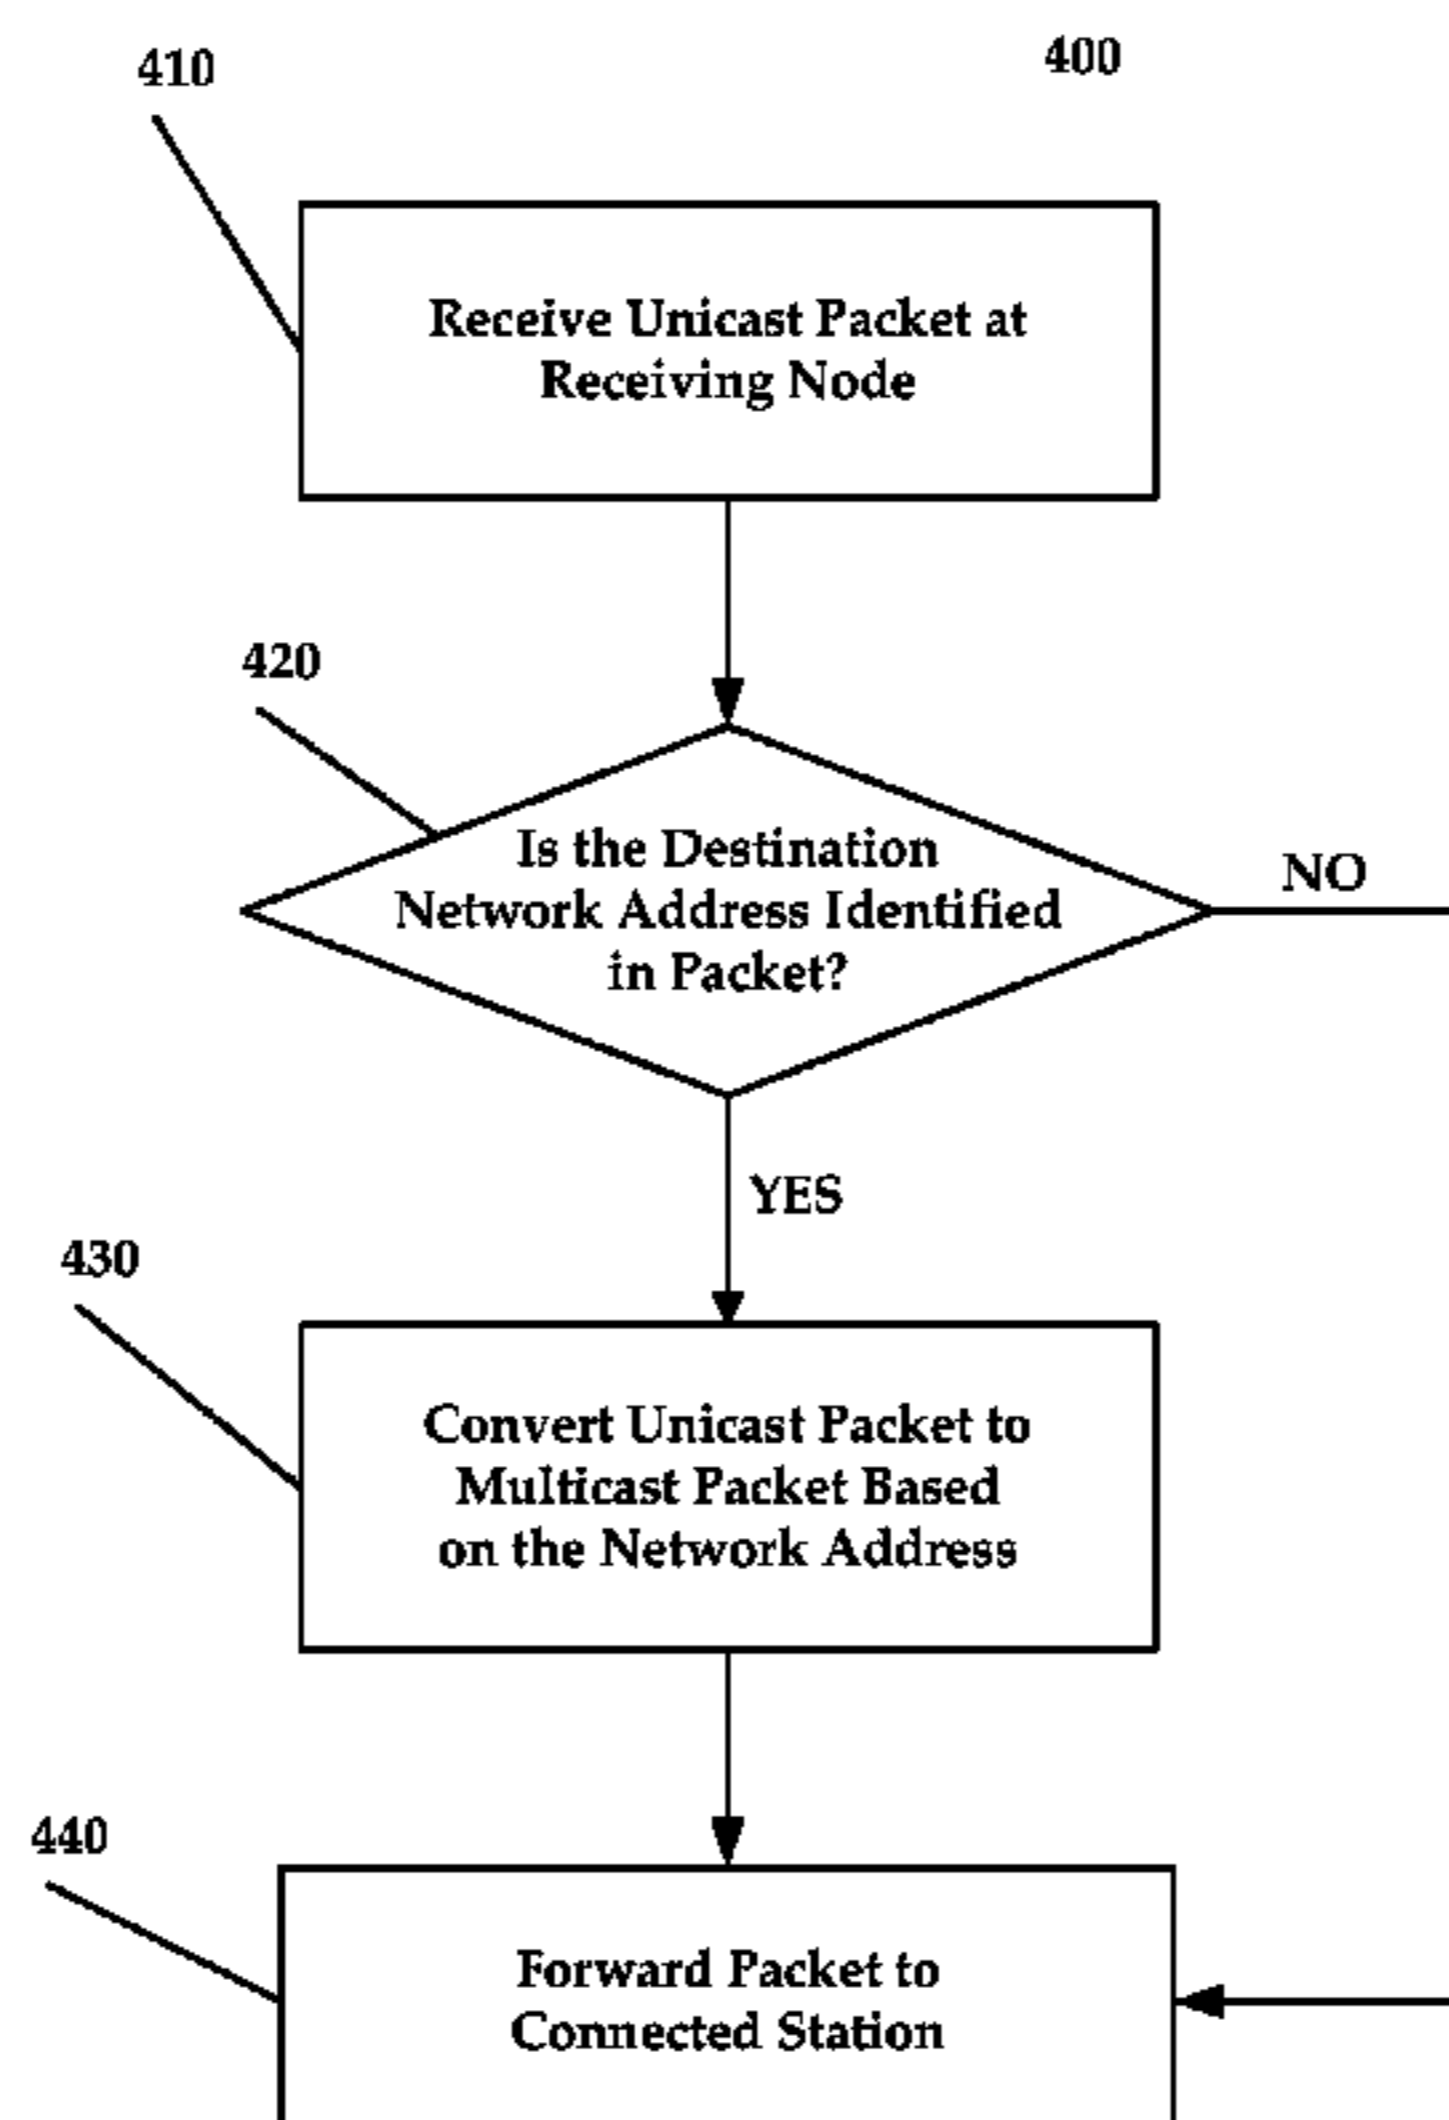 410
400
Receive Unicast Packet at
Receiving Node
420
Is the Destination
Network Address Identified
in Packet?
NO
YES
430
Convert Unicast Packet to
Multicast Packet Based
on the Network Address
440
Forward Packet to
Connected Station